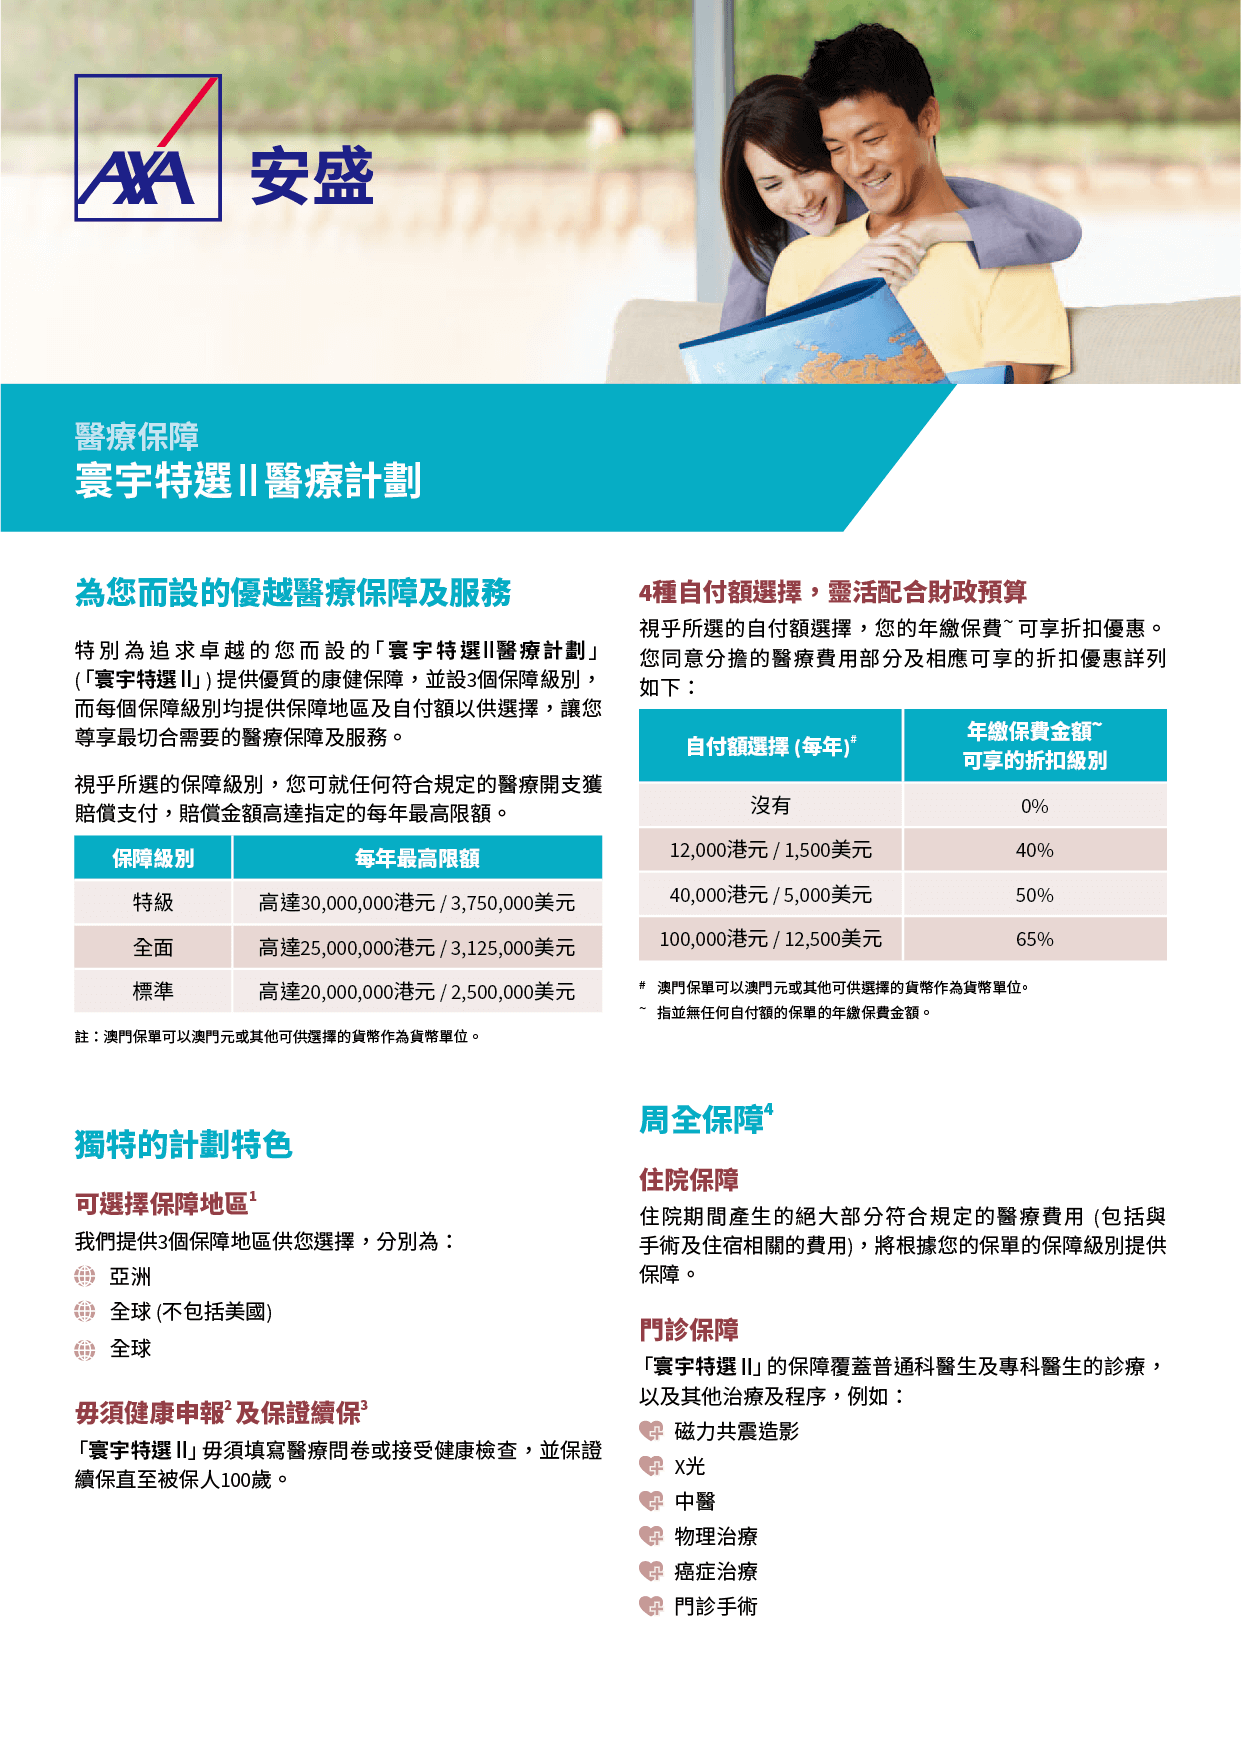 AXA 安盛
醫療保障
寰宇特選II醫療計劃
為您而設的優越醫療保障及服務
特別為追求卓越的您而設的「寰宇特選II醫療計劃」
(「寰宇特選II」) 提供優質的康健保障，並設3個保障級別，
而每個保障級別均提供保障地區及自付額以供選擇，讓您
尊享最切合需要的醫療保障及服務。
視乎所選的保障級別，您可就任何符合規定的醫療開支獲
賠償支付，賠償金額高達指定的每年最高限額。
保障級別 每年最高限額
特級 高達30,000,000港元 / 3,750,000美元
全面 高達25,000,000港元 / 3,125,000美元
標準 高達20,000,000港元 / 2,500,000美元
註：澳門保單可以澳門元或其他可供選擇的貨幣作為貨幣單位。
獨特的計劃特色
可選擇保障地區1
我們提供3個保障地區供您選擇，分別為：
亞洲
全球 (不包括美國)
全球
毋須健康申報2 及保證續保3
「寰宇特選II」毋須填寫醫療問卷或接受健康檢查，並保證
續保直至被保人100歲。
4種自付額選擇，靈活配合財政預算
視乎所選的自付額選擇，您的年繳保費~ 可享折扣優惠。
您同意分擔的醫療費用部分及相應可享的折扣優惠詳列
如下：
自付額選擇 (每年)# 年繳保費金額~
可享的折扣級別
沒有 0%
12,000港元 / 1,500美元 40%
40,000港元 / 5,000美元 50%
100,000港元 / 12,500美元 65%
# 澳門保單可以澳門元或其他可供選擇的貨幣作為貨幣單位。
~ 指並無任何自付額的保單的年繳保費金額。
周全保障4
住院保障
住院期間產生的絕大部分符合規定的醫療費用 (包括與
手術及住宿相關的費用)，將根據您的保單的保障級別提供
保障。
門診保障
「寰宇特選II」的保障覆蓋普通科醫生及專科醫生的診療，
以及其他治療及程序，例如：
磁力共震造影
X光
中醫
物理治療
癌症治療
門診手術